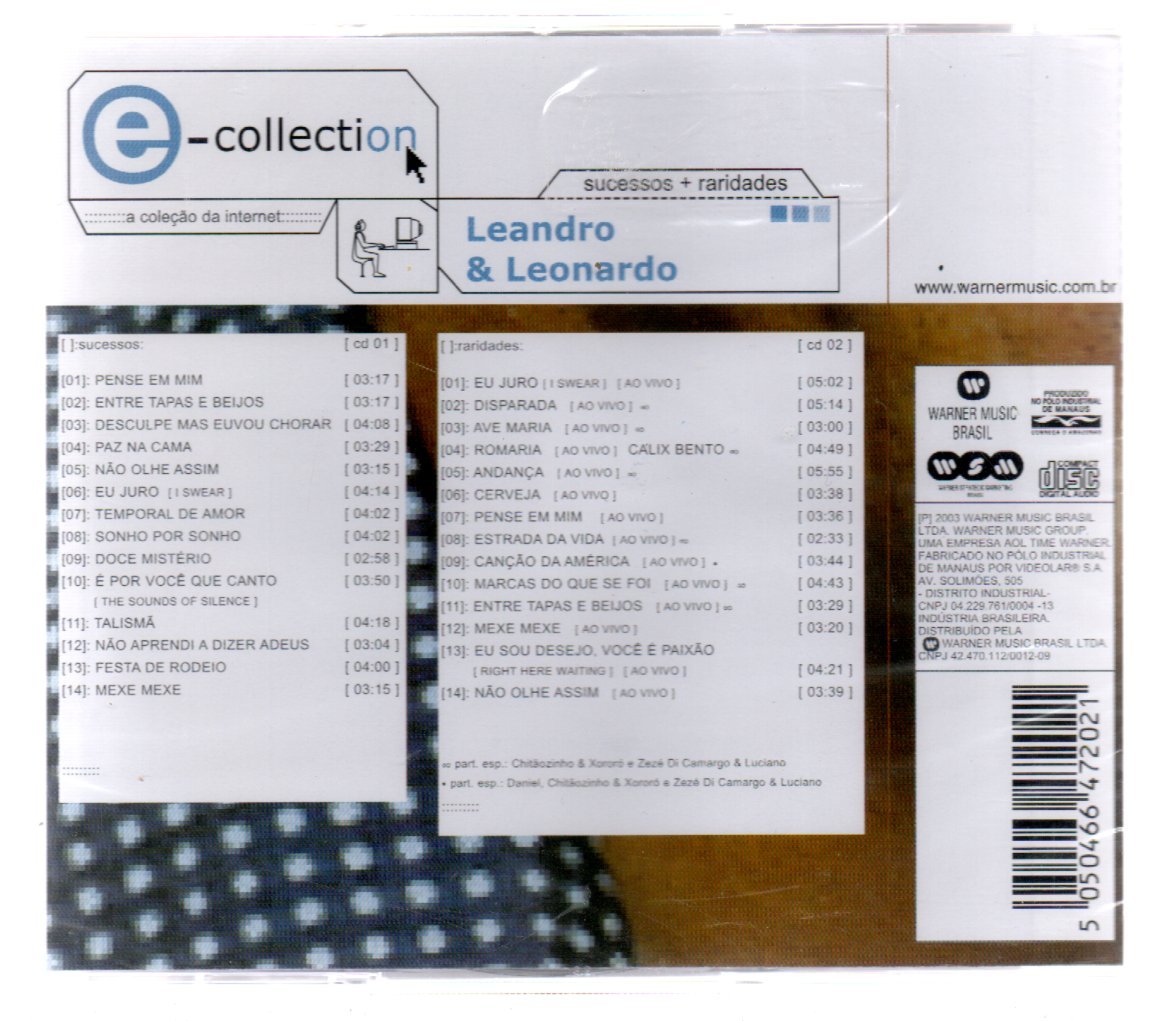 e-collection
:::::::::a coleção da internet:::::::::
sucessos + raridades
Leandro
& Leonardo
www.warnermusic.com.br
[ ]:sucessos: [ cd 01 ]
[01]: PENSE EM MIM [ 03:17 ]
[02]: ENTRE TAPAS E BEIJOS [ 03:17 ]
[03]: DESCULPE MAS EUVOU CHORAR [ 04:08 ]
[04]: PAZ NA CAMA [ 03:29 ]
[05]: NÃO OLHE ASSIM [ 03:15 ]
[06]: EU JURO [ I SWEAR ] [ 04:14 ]
[07]: TEMPORAL DE AMOR [ 04:02 ]
[08]: SONHO POR SONHO [ 04:02 ]
[09]: DOCE MISTÉRIO [ 02:58 ]
[10]: É POR VOCÊ QUE CANTO [ 03:50 ]
[ THE SOUNDS OF SILENCE ]
[11]: TALISMÃ [ 04:18 ]
[12]: NÃO APRENDI A DIZER ADEUS [ 03:04 ]
[13]: FESTA DE RODEIO [ 04:00 ]
[14]: MEXE MEXE [ 03:15 ]
:::::::::
[ ]:raridades: [ cd 02 ]
[01]: EU JURO [ I SWEAR ] [ AO VIVO ] [ 05:02 ]
[02]: DISPARADA [ AO VIVO ] ∞ [ 05:14 ]
[03]: AVE MARIA [ AO VIVO ] ∞ [ 03:00 ]
[04]: ROMARIA [ AO VIVO ] CÁLIX BENTO ∞ [ 04:49 ]
[05]: ANDANÇA [ AO VIVO ] ∞ [ 05:55 ]
[06]: CERVEJA [ AO VIVO ] [ 03:38 ]
[07]: PENSE EM MIM [ AO VIVO ] [ 03:36 ]
[08]: ESTRADA DA VIDA [ AO VIVO ] ∞ [ 02:33 ]
[09]: CANÇÃO DA AMÉRICA [ AO VIVO ] • [ 03:44 ]
[10]: MARCAS DO QUE SE FOI [ AO VIVO ] ∞ [ 04:43 ]
[11]: ENTRE TAPAS E BEIJOS [ AO VIVO ] ∞ [ 03:29 ]
[12]: MEXE MEXE [ AO VIVO ] [ 03:20 ]
[13]: EU SOU DESEJO, VOCÊ É PAIXÃO
[ RIGHT HERE WAITING ] [ AO VIVO ] [ 04:21 ]
[14]: NÃO OLHE ASSIM [ AO VIVO ] [ 03:39 ]
∞ part. esp.: Chitãozinho & Xororó e Zezé Di Camargo & Luciano
• part. esp.: Daniel, Chitãozinho & Xororó e Zezé Di Camargo & Luciano
:::::::::
WARNER MUSIC
BRASIL
PRODUZIDO
NO PÓLO INDUSTRIAL
DE MANAUS
CONHEÇA O AMAZONAS
COMPACT
disc
DIGITAL AUDIO
[P] 2003 WARNER MUSIC BRASIL
LTDA. WARNER MUSIC GROUP.
UMA EMPRESA AOL TIME WARNER.
FABRICADO NO PÓLO INDUSTRIAL
DE MANAUS POR VIDEOLAR® S.A.
AV. SOLIMÕES, 505
- DISTRITO INDUSTRIAL-
CNPJ 04.229.761/0004 -13
INDÚSTRIA BRASILEIRA.
DISTRIBUÍDO PELA
WARNER MUSIC BRASIL LTDA.
CNPJ 42.470.112/0012-09
5 050466 472021